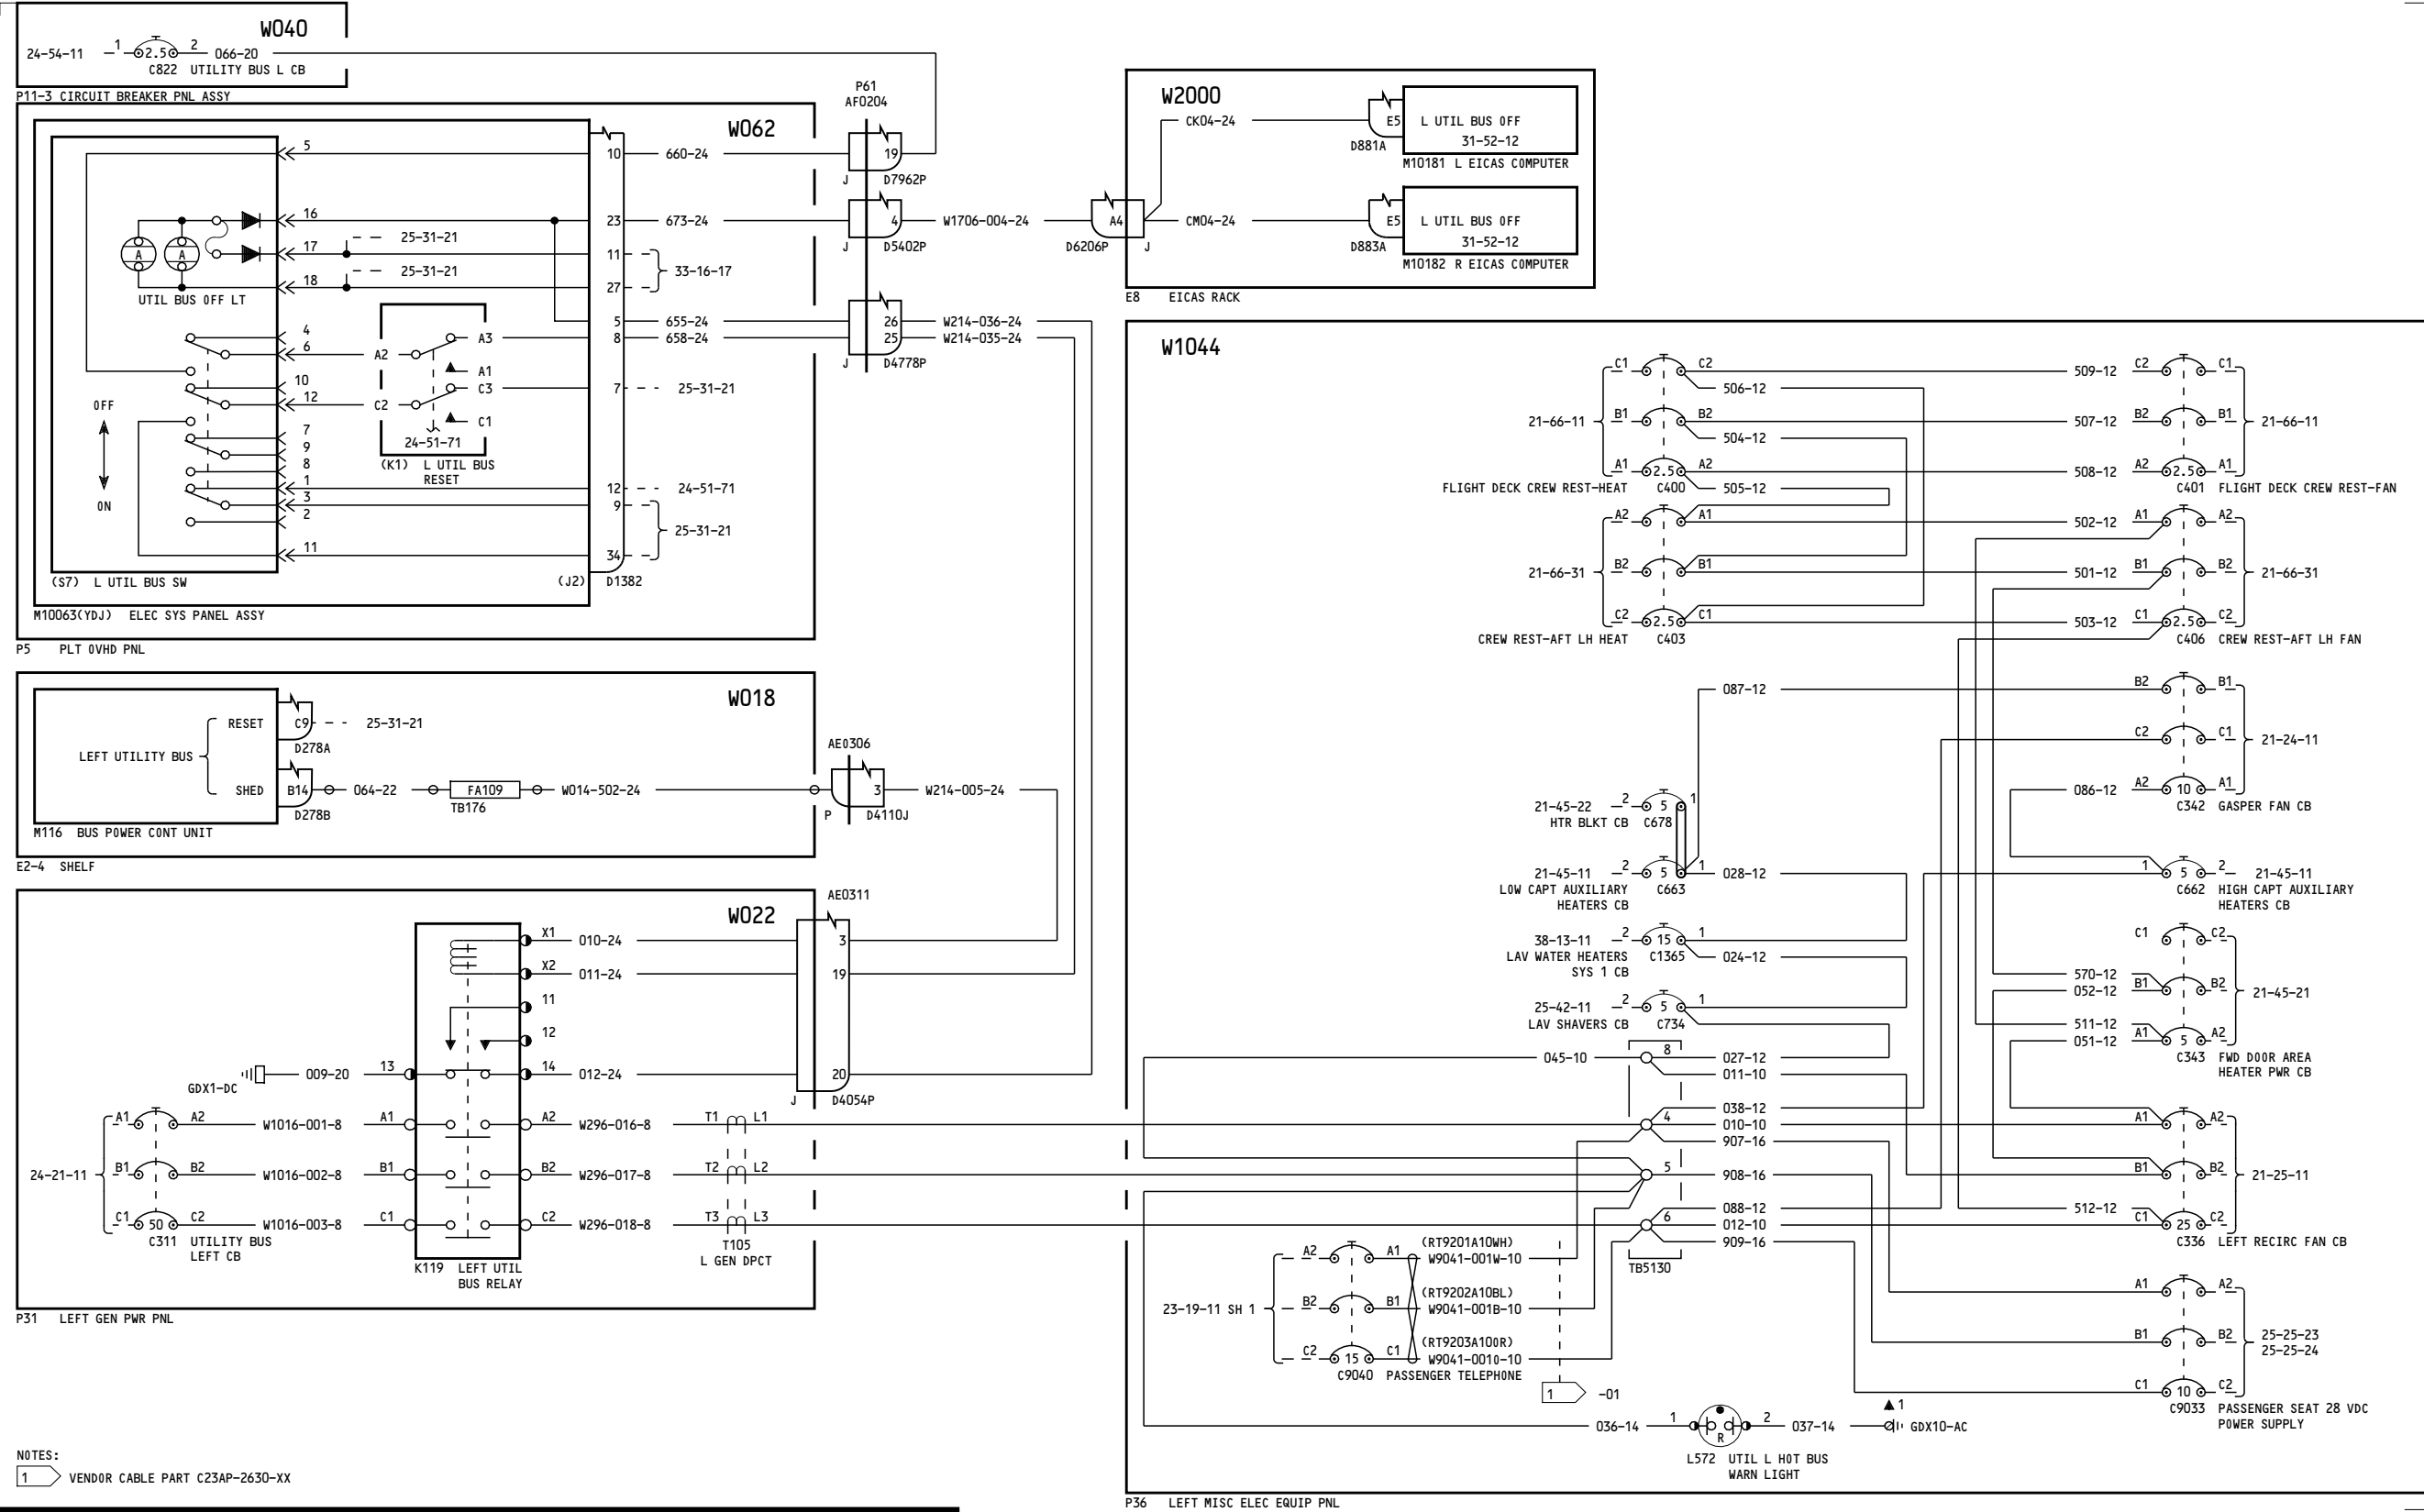 W040
24-54-11 1 2.5 2 066-20
C822 UTILITY BUS L CB
P11-3 CIRCUIT BREAKER PNL ASSY
W062
P61
AF0204
5 10 660-24 19
J D7962P
16 23 673-24 4 W1706-004-24 A4
J D5402P D6206P J
17 25-31-21 11
33-16-17
18 25-31-21 27
A A
UTIL BUS OFF LT
5 655-24 26 W214-036-24
4 A3 8 658-24 25 W214-035-24
J D4778P
6 A2
A1
10 C3 7 25-31-21
12 C2
C1
24-51-71
(K1) L UTIL BUS
RESET
OFF
ON
7
9
8
1 12 24-51-71
3 9
2
25-31-21
11 34
(S7) L UTIL BUS SW
(J2) D1382
M10063(YDJ) ELEC SYS PANEL ASSY
P5 PLT OVHD PNL
W2000
CK04-24 E5 L UTIL BUS OFF
31-52-12
D881A
M10181 L EICAS COMPUTER
CM04-24 E5 L UTIL BUS OFF
31-52-12
D883A
M10182 R EICAS COMPUTER
E8 EICAS RACK
W018
RESET C9 25-31-21
D278A
LEFT UTILITY BUS
SHED B14 064-22 FA109 W014-502-24
TB176
D278B
M116 BUS POWER CONT UNIT
E2-4 SHELF
AE0306
3 W214-005-24
P D4110J
W022
AE0311
X1 010-24 3
X2 011-24 19
11
12
GDX1-DC 009-20 13 14 012-24 20
J D4054P
A1 A2 W1016-001-8 A1 A2 W296-016-8 T1 L1
24-21-11 B1 B2 W1016-002-8 B1 B2 W296-017-8 T2 L2
C1 50 C2 W1016-003-8 C1 C2 W296-018-8 T3 L3
C311 UTILITY BUS
LEFT CB
K119 LEFT UTIL
BUS RELAY
T105
L GEN DPCT
P31 LEFT GEN PWR PNL
NOTES:
1 VENDOR CABLE PART C23AP-2630-XX
W1044
C1 C2 509-12 C2 C1
506-12
21-66-11 B1 B2 507-12 B2 B1 21-66-11
504-12
A1 2.5 A2 508-12 A2 2.5 A1
FLIGHT DECK CREW REST-HEAT C400 505-12 C401 FLIGHT DECK CREW REST-FAN
A2 A1 502-12 A1 A2
21-66-31 B2 B1 501-12 B1 B2 21-66-31
C2 2.5 C1 503-12 C1 2.5 C2
CREW REST-AFT LH HEAT C403 C406 CREW REST-AFT LH FAN
087-12 B2 B1
C2 C1 21-24-11
086-12 A2 10 A1
C342 GASPER FAN CB
21-45-22 2 5 1
HTR BLKT CB C678
21-45-11 2 5 1 028-12
LOW CAPT AUXILIARY C663
HEATERS CB
1 5 2 21-45-11
C662 HIGH CAPT AUXILIARY
HEATERS CB
38-13-11 2 15 1
LAV WATER HEATERS C1365 024-12
SYS 1 CB
25-42-11 2 5 1
LAV SHAVERS CB C734
C1 C2
570-12
052-12 B1 B2 21-45-21
511-12
051-12 A1 5 A2
C343 FWD DOOR AREA
HEATER PWR CB
045-10 8 027-12
011-10
038-12
4 010-10 A1 A2
907-16
5 908-16 B1 B2 21-25-11
088-12 512-12
6 012-10 C1 25 C2
909-16 C336 LEFT RECIRC FAN CB
TB5130
A2 A1 (RT9201A10WH)
W9041-001W-10
(RT9202A10BL)
23-19-11 SH 1 B2 B1 W9041-001B-10
(RT9203A10OR)
C2 15 C1 W9041-001O-10
C9040 PASSENGER TELEPHONE
1 -01
A1 A2
B1 B2 25-25-23
25-25-24
C1 10 C2
C9033 PASSENGER SEAT 28 VDC
POWER SUPPLY
036-14 1 R 2 037-14 1 GDX10-AC
L572 UTIL L HOT BUS
WARN LIGHT
P36 LEFT MISC ELEC EQUIP PNL